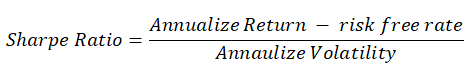 Sharpe Ratio = Annualize Return − risk free rate / Annaulize Volatility